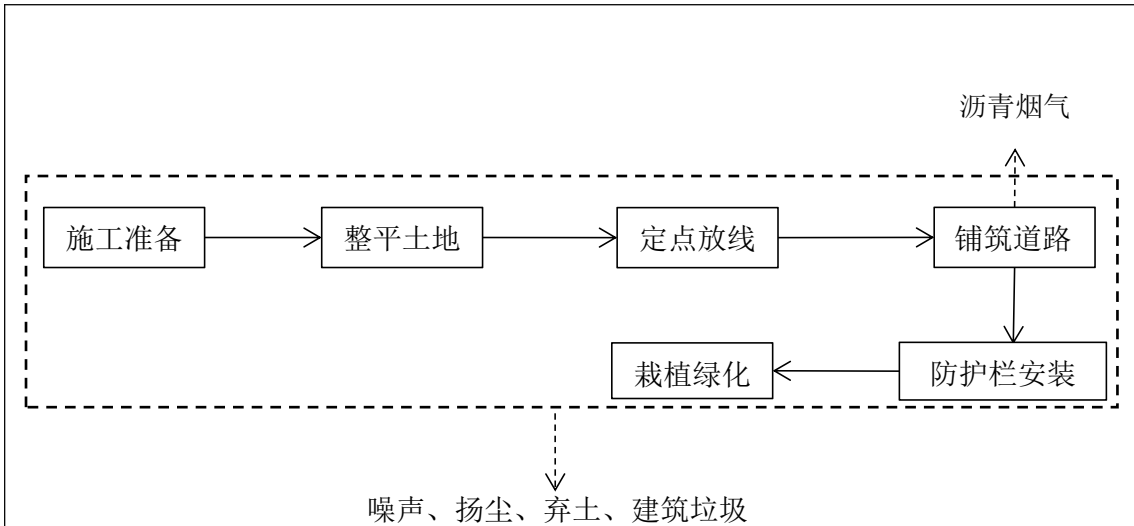 沥青烟气
施工准备
整平土地
定点放线
铺筑道路
栽植绿化
防护栏安装
噪声、扬尘、弃土、建筑垃圾